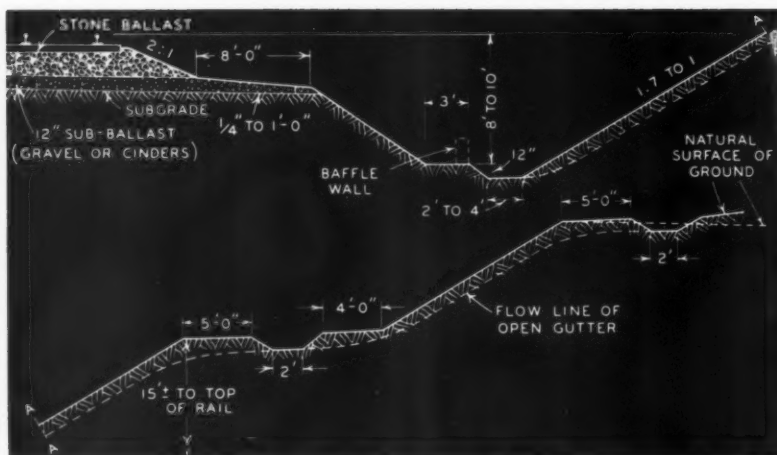 STONE BALLAST
2:1
8'-0"
A
SUBGRADE
1/4" TO 1'-0"
12" SUB-BALLAST
(GRAVEL OR CINDERS)
3'
8' TO 10'
1.7 TO 1
BAFFLE
WALL
12"
2' TO 4'
NATURAL
SURFACE OF
GROUND
5'-0"
2'
5'-0"
4'-0"
FLOW LINE OF
OPEN GUTTER
2'
15'± TO TOP
OF RAIL
A
A